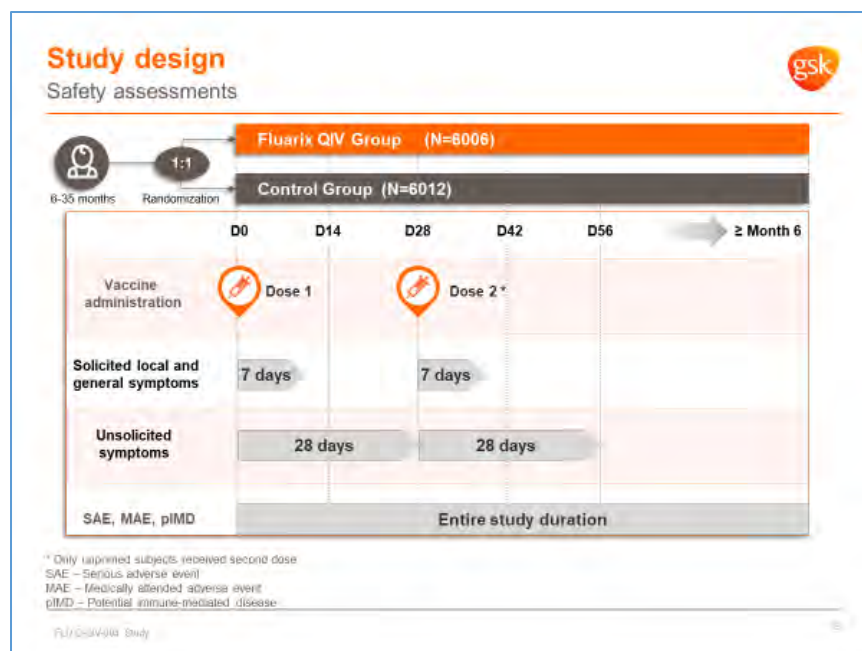 Study design
Safety assessments
gsk
Fluarix QIV Group (N=6006)
1:1
Control Group (N=6012)
6-35 months
Randomization
D0 D14 D28 D42 D56 ≥ Month 6
Vaccine
administration
Dose 1
Dose 2 *
Solicited local and
general symptoms
7 days 7 days
Unsolicited
symptoms
28 days 28 days
SAE, MAE, pIMD
Entire study duration
* Only unprimed subjects received second dose
SAE – Serious adverse event
MAE – Medically attended adverse event
pIMD – Potential immune-mediated disease
Study